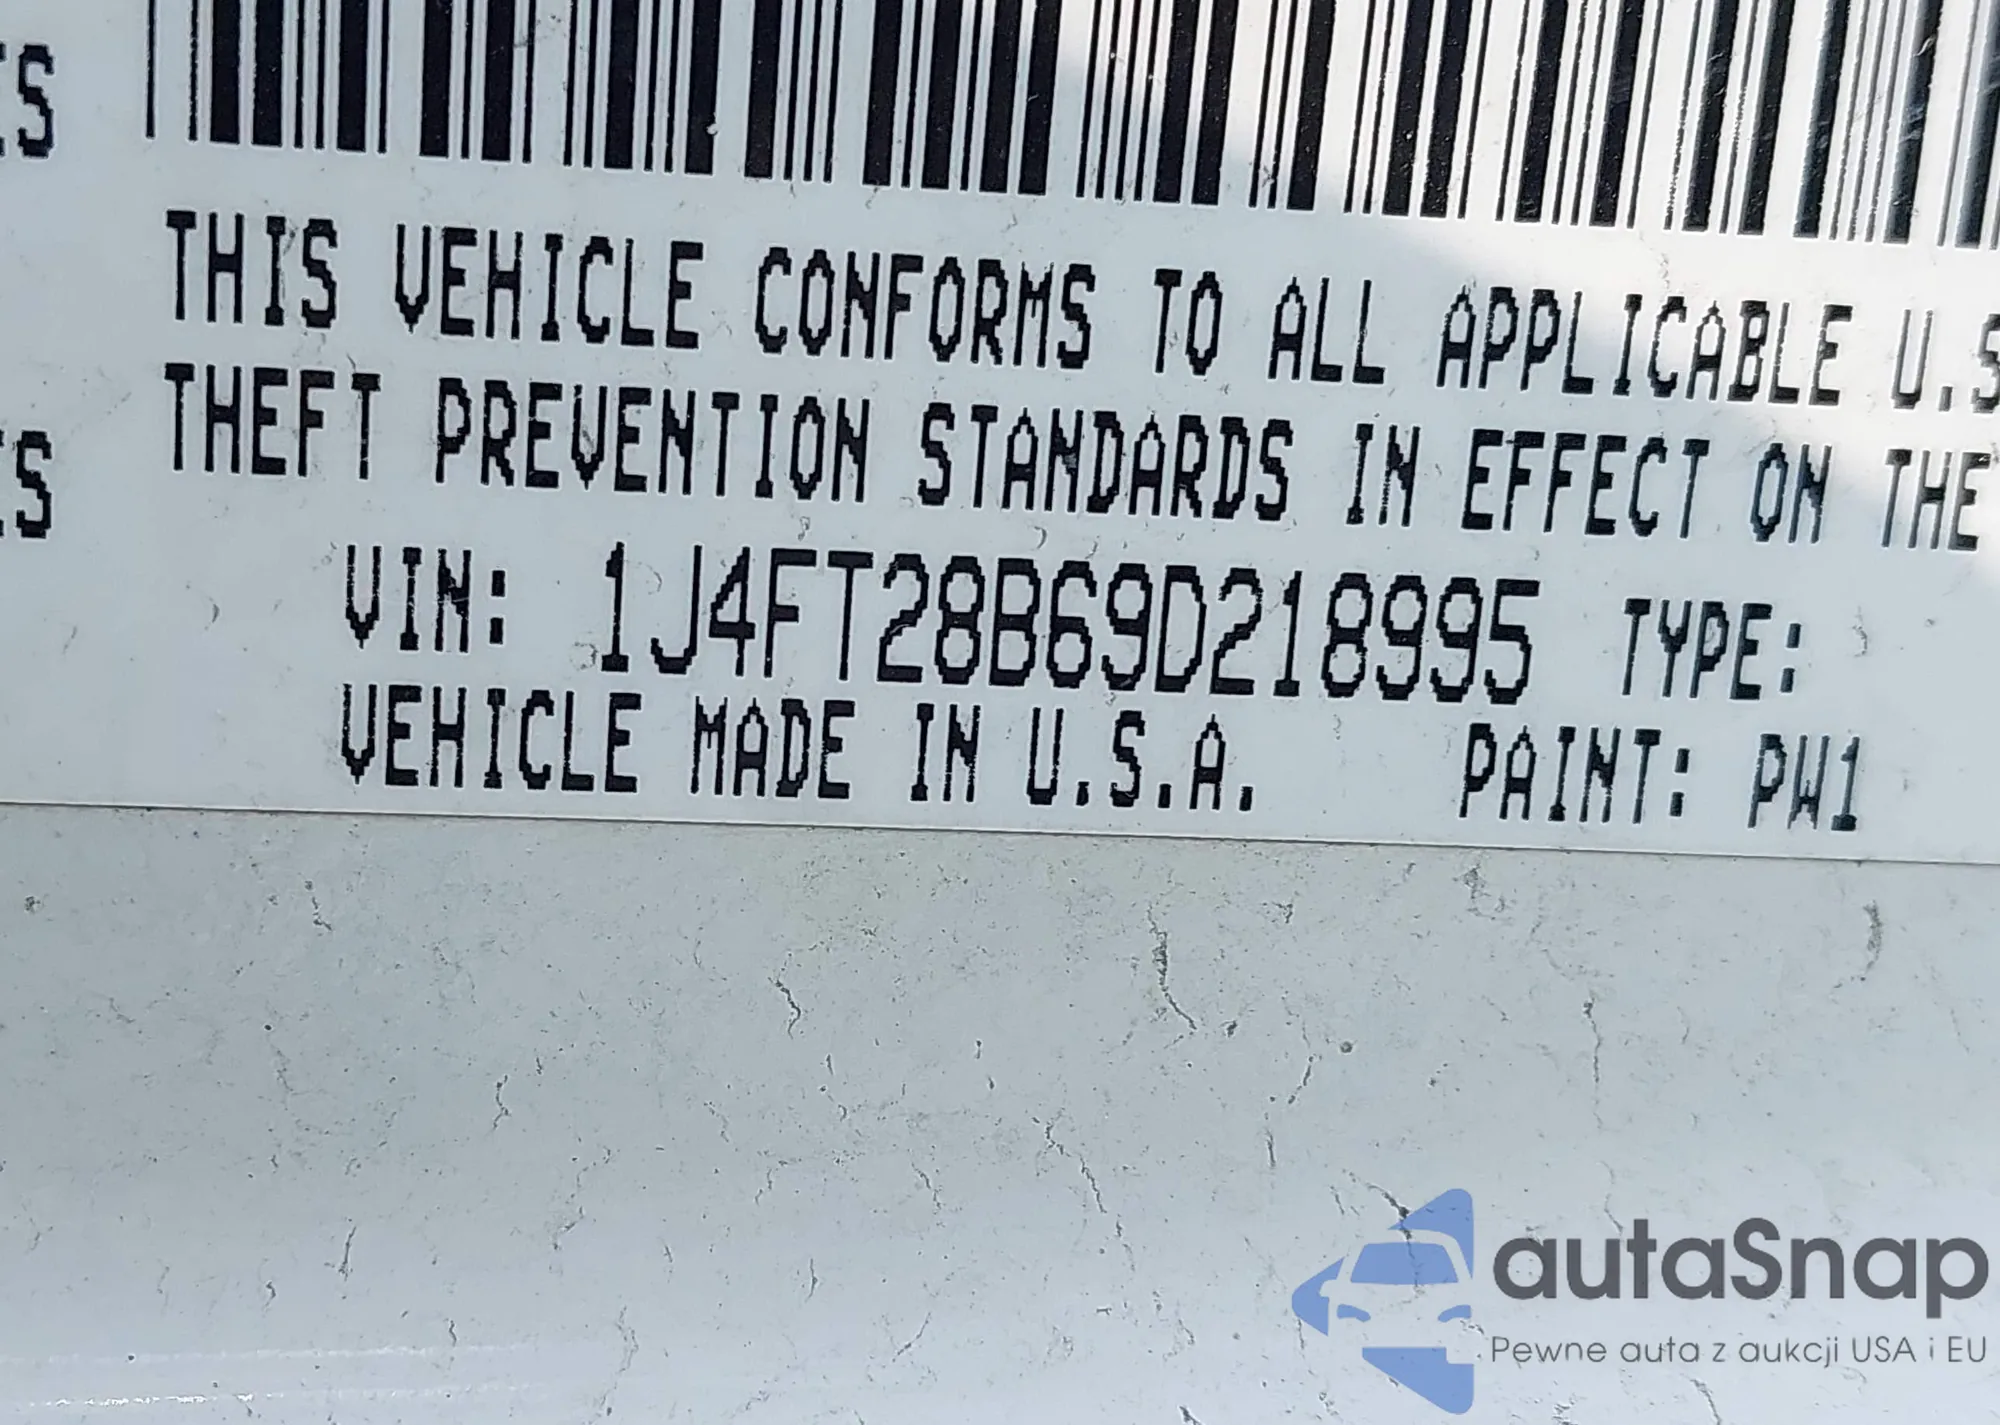 THIS VEHICLE CONFORMS TO ALL APPLICABLE U.S
THEFT PREVENTION STANDARDS IN EFFECT ON THE
VIN: 1J4FT28B69D218995 TYPE:
VEHICLE MADE IN U.S.A. PAINT: PW1
autaSnap
Pewne auta z aukcji USA i EU